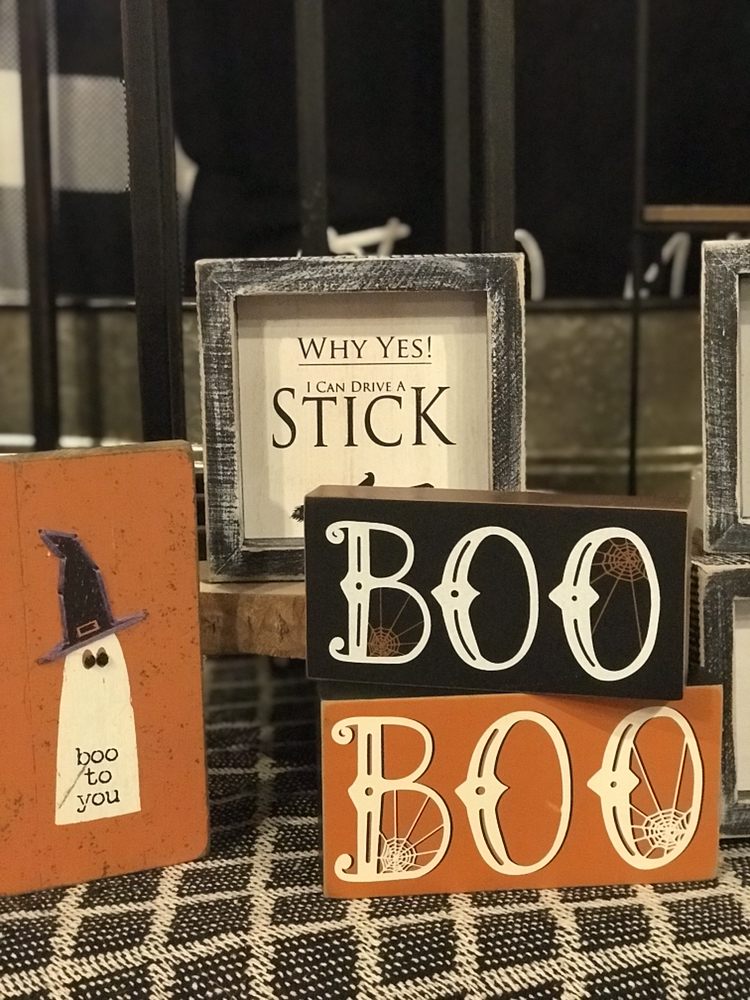 WHY YES!
I CAN DRIVE A
STICK
BOO
BOO
boo
to
you